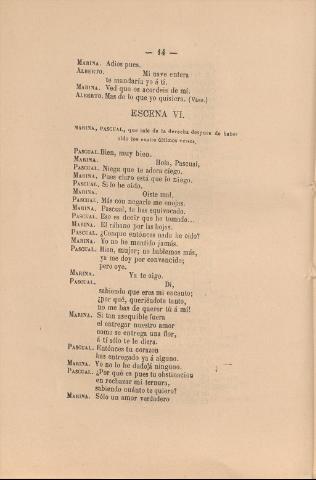 — 14 —
MARINA. Adios pues.
ALBERTO. Mi nave entera
te mandaría yo á tí.
MARINA. Ved que os acordeis de mí.
ALBERTO. Mas de lo que yo quisiera. (Vase.)
ESCENA VI.
MARINA, PASCUAL, que sale de la derecha despues de haber
oido los cuatro últimos versos.
PASCUAL. Bien, muy bien.
MARINA. Hola, Pascual,
PASCUAL. Niega que te adora ciego.
MARINA. Pues claro está que lo niego.
PASCUAL. Si lo he oido,
MARINA. Oiste mal.
PASCUAL. Más con negarlo me enojas.
MARINA. Pascual, te has equivocado.
PASCUAL. Eso es decir que he tomado...
MARINA. El rábano por las hojas.
PASCUAL. ¿Conque entónces nada he oido?
MARINA. Yo no he mentido jamás.
PASCUAL. Bien, mujer; no hablemos más,
ya me doy por convencido;
pero oye.
MARINA. Ya te oigo.
PASCUAL. Dí,
sabiendo que eras mi encanto;
¿por qué, queriéndote tanto,
no me has de querer tú á mí!
MARINA. Si tan asequible fuera
el entregar nuestro amor
como se entrega una flor,
á tí sólo te le diera.
PASCUAL. Entónces tu corazon
has entregado ya á alguno.
MARINA. Yo no lo he dado á ninguno.
PASCUAL. ¿Por qué es pues tu obstinacion
en rechazar mi ternura,
sabiendo cuánto te quiero?
MARINA. Sólo un amor verdadero